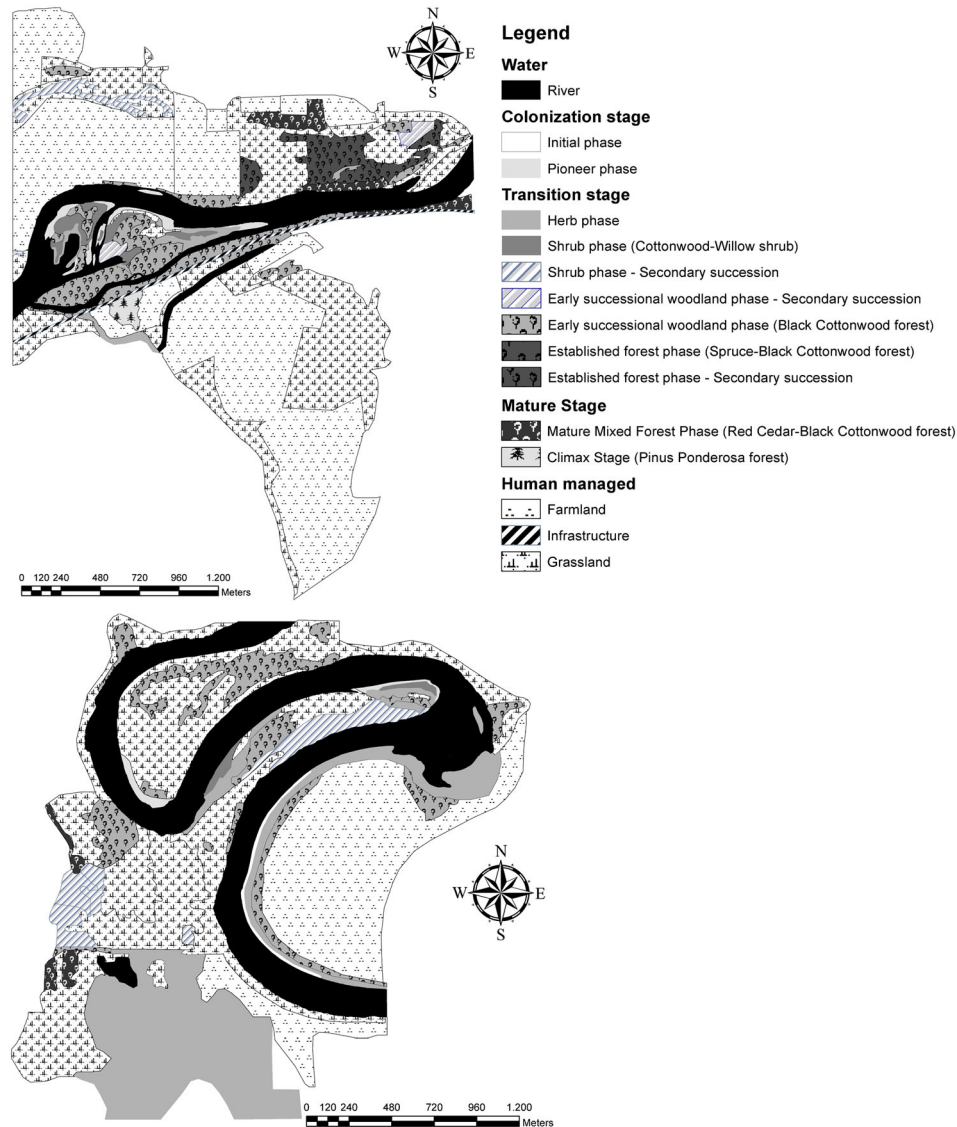 N
W E
S
Legend
Water
River
Colonization stage
Initial phase
Pioneer phase
Transition stage
Herb phase
Shrub phase (Cottonwood-Willow shrub)
Shrub phase - Secondary succession
Early successional woodland phase - Secondary succession
Early successional woodland phase (Black Cottonwood forest)
Established forest phase (Spruce-Black Cottonwood forest)
Established forest phase - Secondary succession
Mature Stage
Mature Mixed Forest Phase (Red Cedar-Black Cottonwood forest)
Climax Stage (Pinus Ponderosa forest)
Human managed
Farmland
Infrastructure
Grassland
0 120 240 480 720 960 1.200
Meters
N
W E
S
0 120 240 480 720 960 1.200
Meters